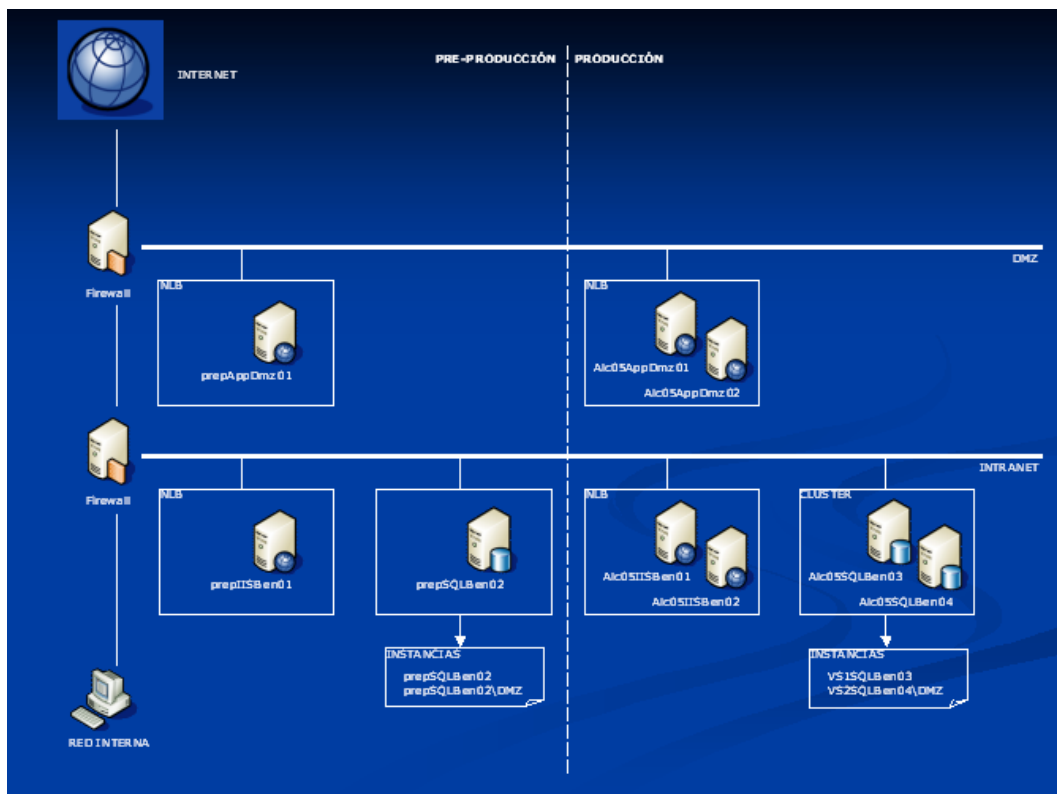 INTERNET
PRE-PRODUCCIÓN
PRODUCCIÓN
DMZ
Firewall
NLB
prepAppDmz01
NLB
Alc05AppDmz01
Alc05AppDmz02
INTRANET
Firewall
NLB
prepIISBen01
prepSQLBen02
NLB
Alc05IISBen01
Alc05IISBen02
CLUSTER
Alc05SQLBen03
Alc05SQLBen04
INSTANCIAS
prepSQLBen02
prepSQLBen02\DMZ
INSTANCIAS
VS1SQLBen03
VS2SQLBen04\DMZ
RED INTERNA